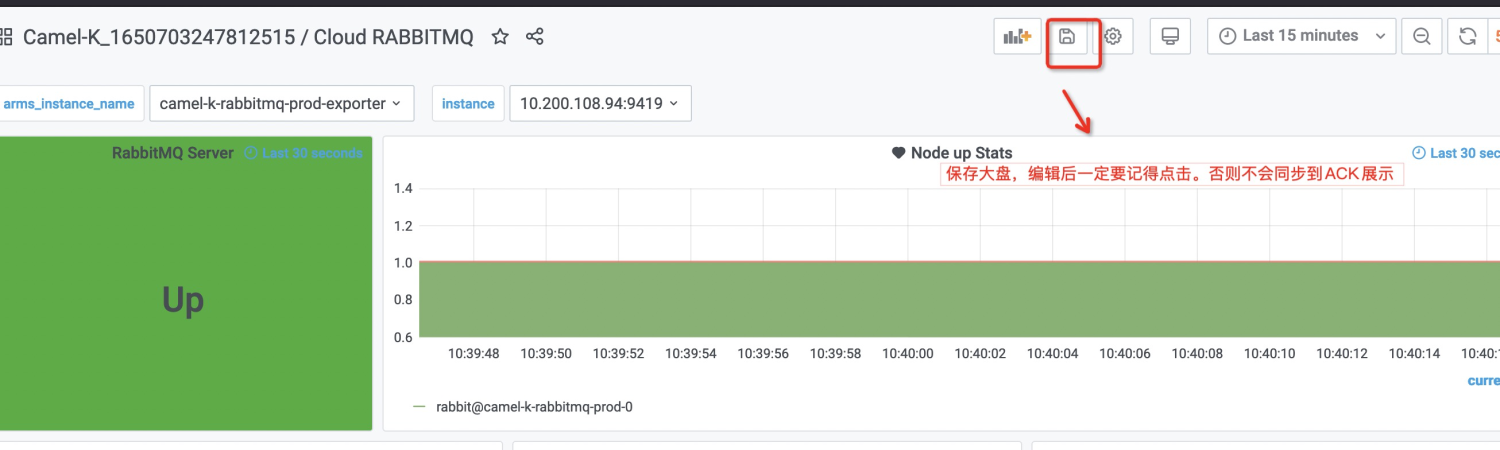 Camel-K_1650703247812515 / Cloud RABBITMQ
Last 15 minutes
arms_instance_name
camel-k-rabbitmq-prod-exporter
instance
10.200.108.94:9419
RabbitMQ Server
Last 30 seconds
Up
Node up Stats
Last 30 sec
保存大盘，编辑后一定要记得点击。否则不会同步到ACK展示
1.4
1.2
1.0
0.8
0.6
10:39:48 10:39:50 10:39:52 10:39:54 10:39:56 10:39:58 10:40:00 10:40:02 10:40:04 10:40:06 10:40:08 10:40:10 10:40:12 10:40:14 10:40:1
curre
rabbit@camel-k-rabbitmq-prod-0